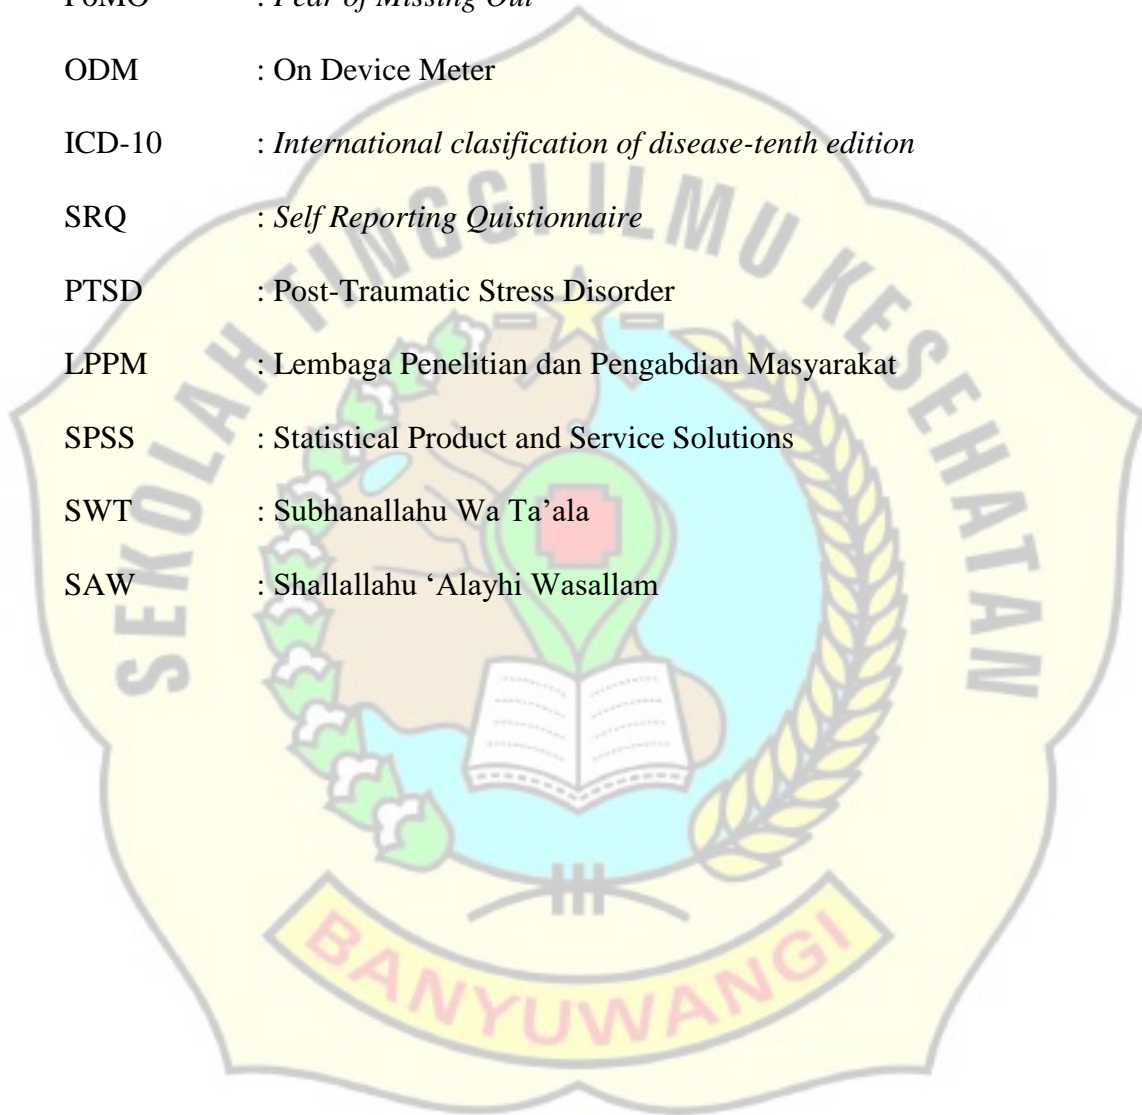 FoMO : Fear of Missing Out
ODM : On Device Meter
ICD-10 : International clasification of disease-tenth edition
SRQ : Self Reporting Quistionnaire
PTSD : Post-Traumatic Stress Disorder
LPPM : Lembaga Penelitian dan Pengabdian Masyarakat
SPSS : Statistical Product and Service Solutions
SWT : Subhanallahu Wa Ta’ala
SAW : Shallallahu ‘Alayhi Wasallam
SEKOLAH TINGGI ILMU KESEHATAN
BANYUWANGI